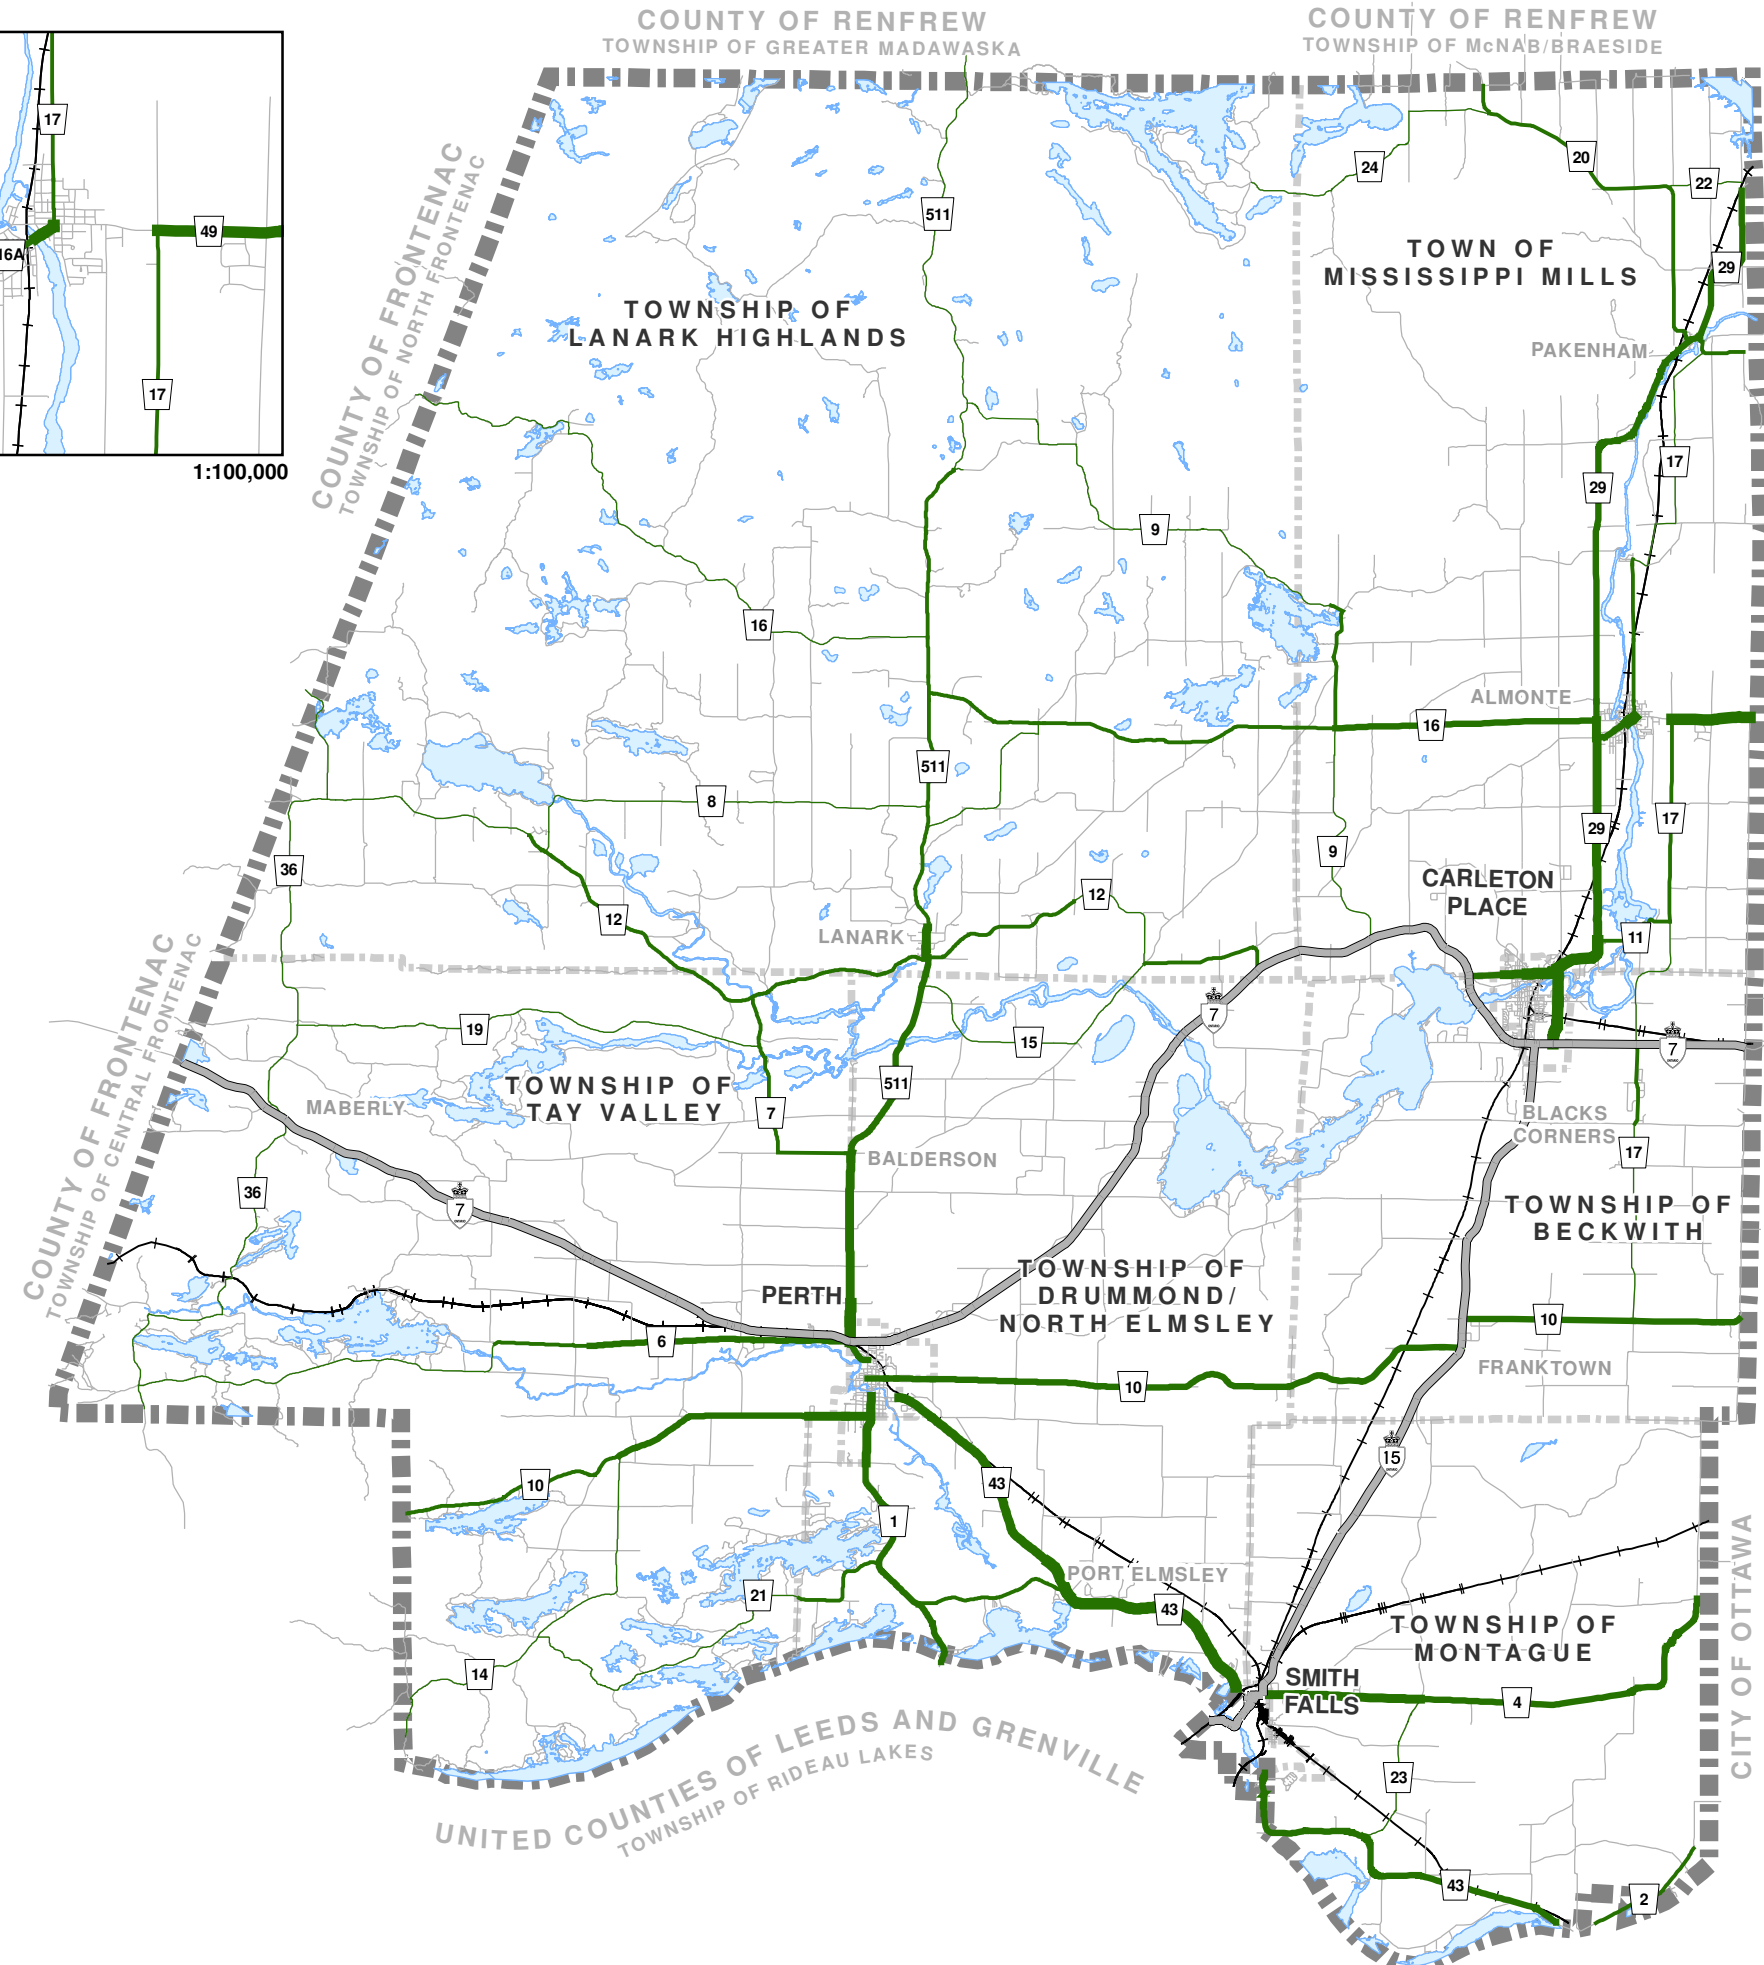 COUNTY OF RENFREW
TOWNSHIP OF GREATER MADAWASKA
COUNTY OF RENFREW
TOWNSHIP OF McNAB/BRAESIDE
17
49
16A
17
1:100,000
COUNTY OF FRONTENAC
TOWNSHIP OF NORTH FRONTENAC
24
20
22
511
29
TOWN OF
MISSISSIPPI MILLS
TOWNSHIP OF
LANARK HIGHLANDS
PAKENHAM
17
29
9
16
ALMONTE
16
511
8
17
29
9
36
CARLETON
PLACE
12
12
LANARK
11
COUNTY OF FRONTENAC
TOWNSHIP OF CENTRAL FRONTENAC
7
ONTARIO
19
15
7
ONTARIO
TOWNSHIP OF
TAY VALLEY
511
MABERLY
7
BLACKS
CORNERS
BALDERSON
17
36
7
ONTARIO
TOWNSHIP OF
BECKWITH
TOWNSHIP OF
DRUMMOND/
NORTH ELMSLEY
PERTH
10
6
FRANKTOWN
10
15
ONTARIO
10
43
1
PORT ELMSLEY
21
43
TOWNSHIP OF
MONTAGUE
CITY OF OTTAWA
14
SMITH
FALLS
4
UNITED COUNTIES OF LEEDS AND GRENVILLE
TOWNSHIP OF RIDEAU LAKES
23
43
2